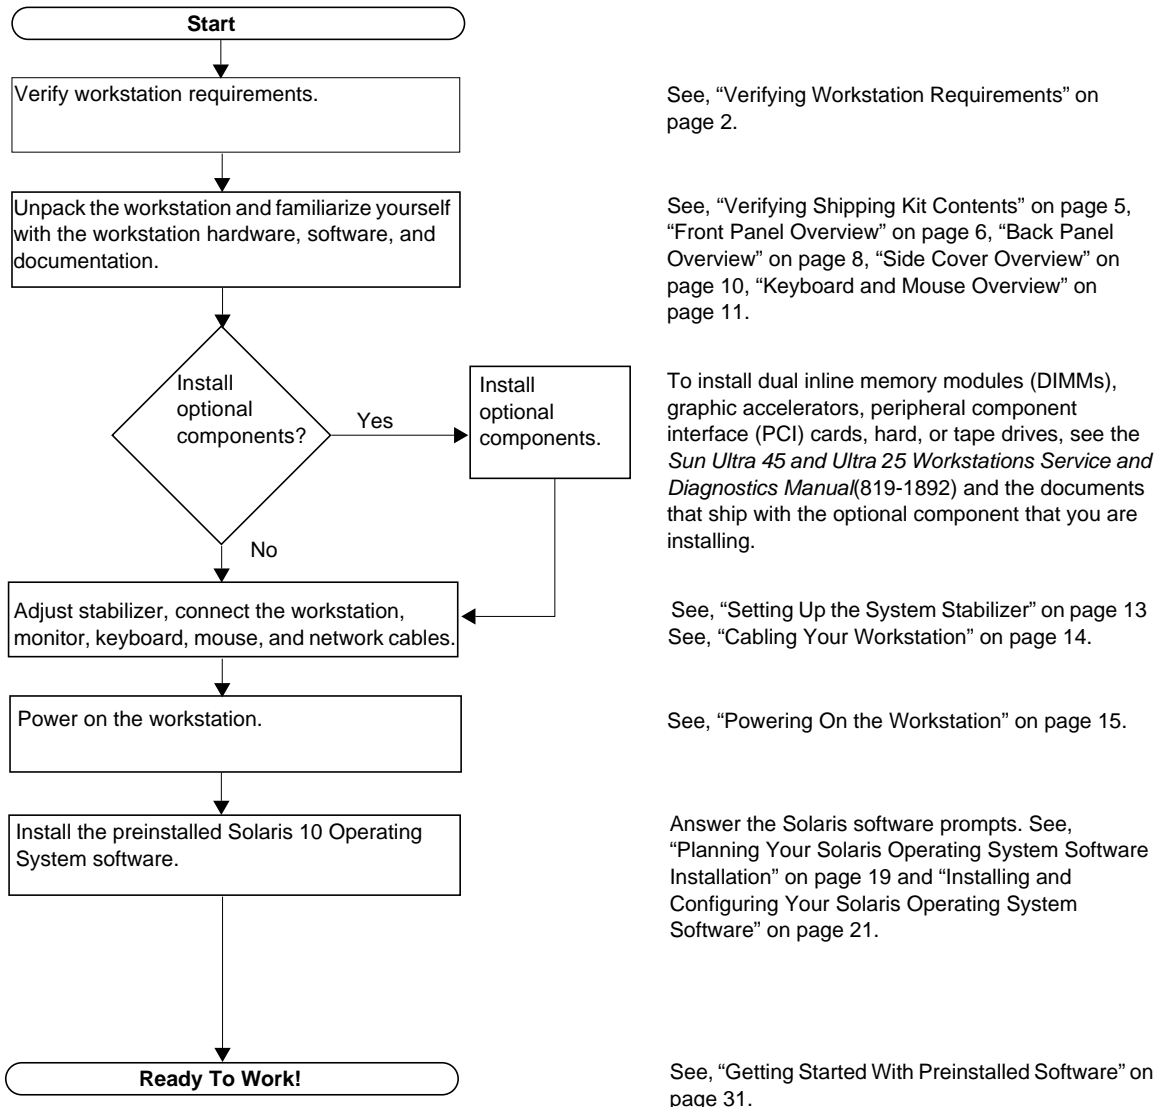 Start
Verify workstation requirements.
See, “Verifying Workstation Requirements” on
page 2.
Unpack the workstation and familiarize yourself
with the workstation hardware, software, and
documentation.
See, “Verifying Shipping Kit Contents” on page 5,
“Front Panel Overview” on page 6, “Back Panel
Overview” on page 8, “Side Cover Overview” on
page 10, “Keyboard and Mouse Overview” on
page 11.
Install
optional
components?
Yes
No
Install
optional
components.
To install dual inline memory modules (DIMMs),
graphic accelerators, peripheral component
interface (PCI) cards, hard, or tape drives, see the
Sun Ultra 45 and Ultra 25 Workstations Service and
Diagnostics Manual(819-1892) and the documents
that ship with the optional component that you are
installing.
Adjust stabilizer, connect the workstation,
monitor, keyboard, mouse, and network cables.
See, “Setting Up the System Stabilizer” on page 13
See, “Cabling Your Workstation” on page 14.
Power on the workstation.
See, “Powering On the Workstation” on page 15.
Install the preinstalled Solaris 10 Operating
System software.
Answer the Solaris software prompts. See,
“Planning Your Solaris Operating System Software
Installation” on page 19 and “Installing and
Configuring Your Solaris Operating System
Software” on page 21.
Ready To Work!
See, “Getting Started With Preinstalled Software” on
page 31.